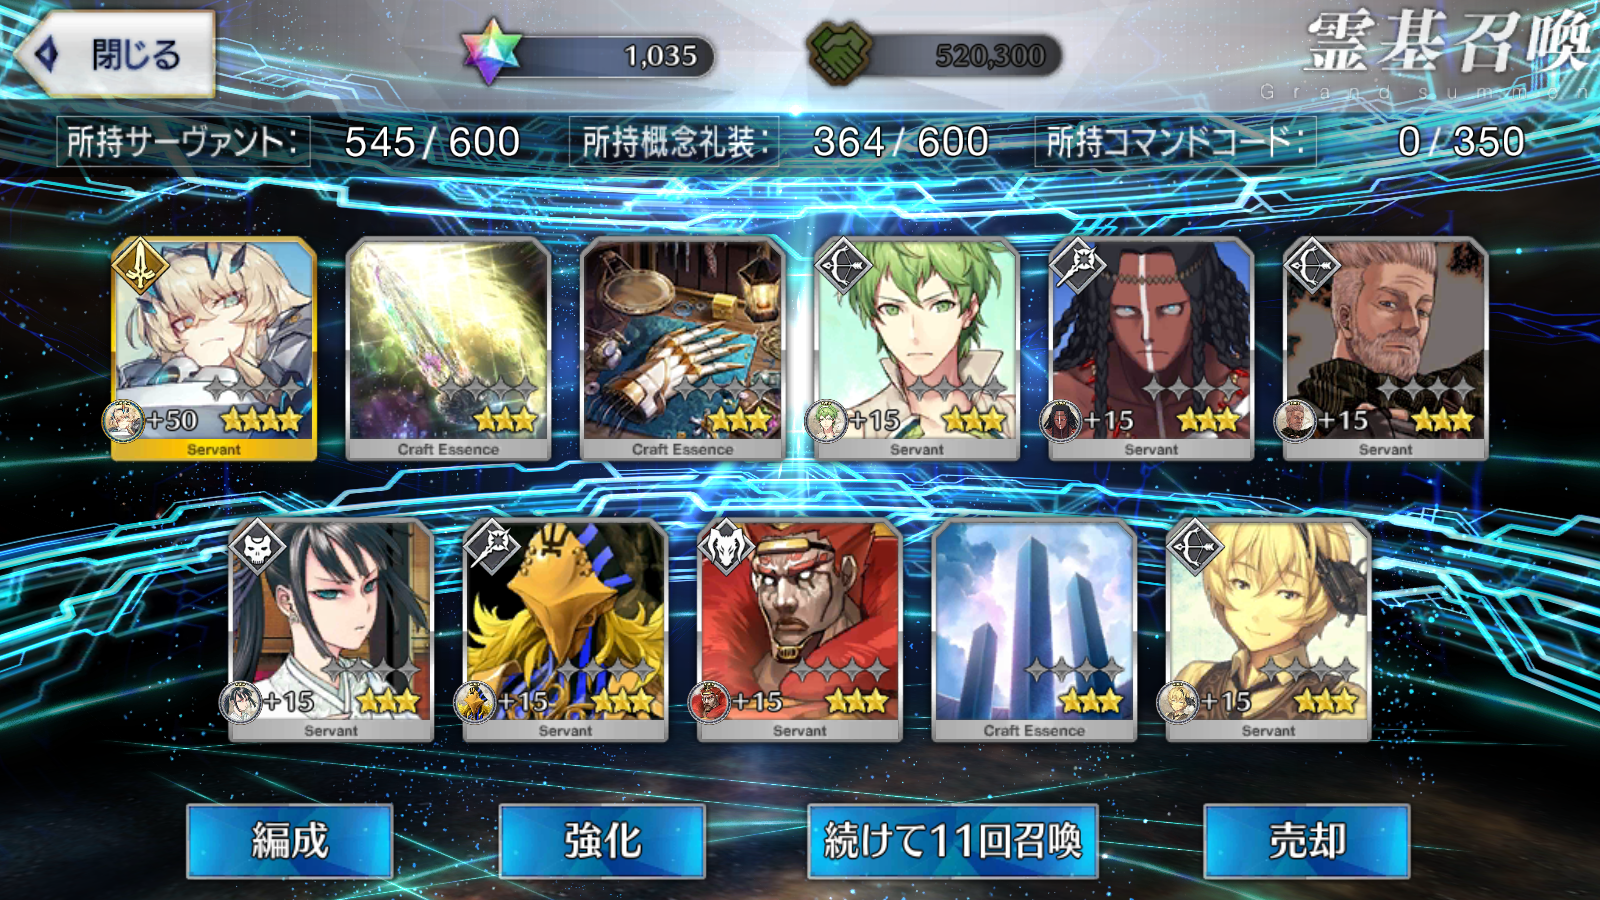 閉じる
1,035
520,300
霊基召喚
Grand summon
所持サーヴァント：
545/600
所持概念礼装：
364/600
所持コマンドコード：
0/350
+50
Servant
Craft Essence
Craft Essence
+15
Servant
+15
Servant
+15
Servant
+15
Servant
+15
Servant
+15
Servant
Craft Essence
+15
Servant
編成
強化
続けて11回召喚
売却